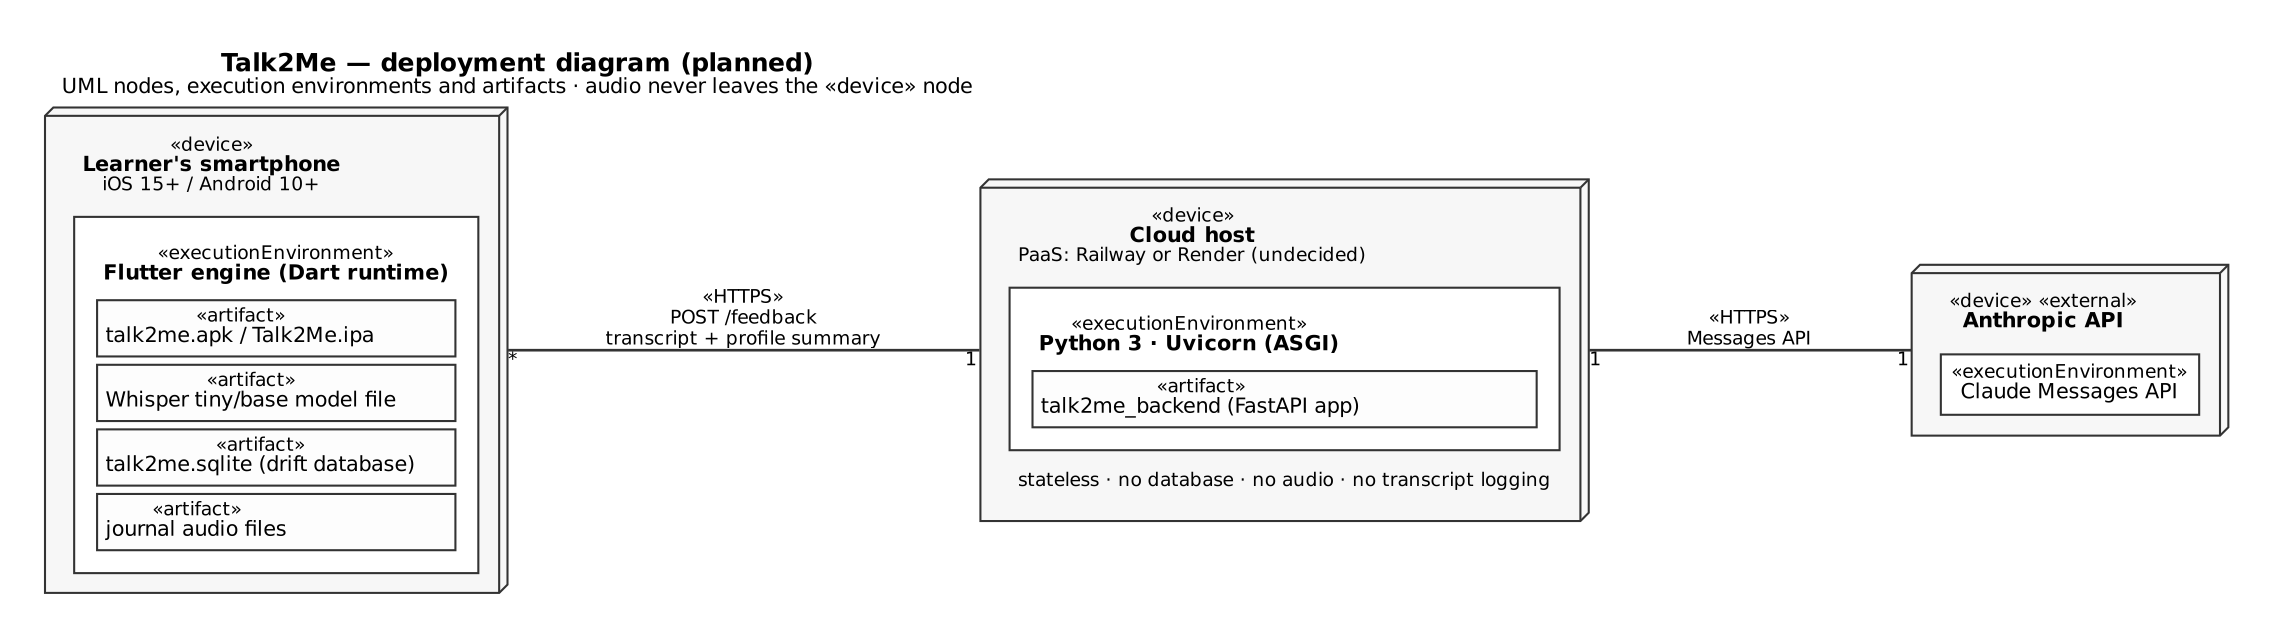 Talk2Me — deployment diagram (planned)
UML nodes, execution environments and artifacts · audio never leaves the «device» node
«device»
Learner's smartphone
iOS 15+ / Android 10+
«executionEnvironment»
Flutter engine (Dart runtime)
«artifact»
talk2me.apk / Talk2Me.ipa
«artifact»
Whisper tiny/base model file
«artifact»
talk2me.sqlite (drift database)
«artifact»
journal audio files
«HTTPS»
POST /feedback
transcript + profile summary
*
1
«device»
Cloud host
PaaS: Railway or Render (undecided)
«executionEnvironment»
Python 3 · Uvicorn (ASGI)
«artifact»
talk2me_backend (FastAPI app)
stateless · no database · no audio · no transcript logging
«HTTPS»
Messages API
1
1
«device» «external»
Anthropic API
«executionEnvironment»
Claude Messages API